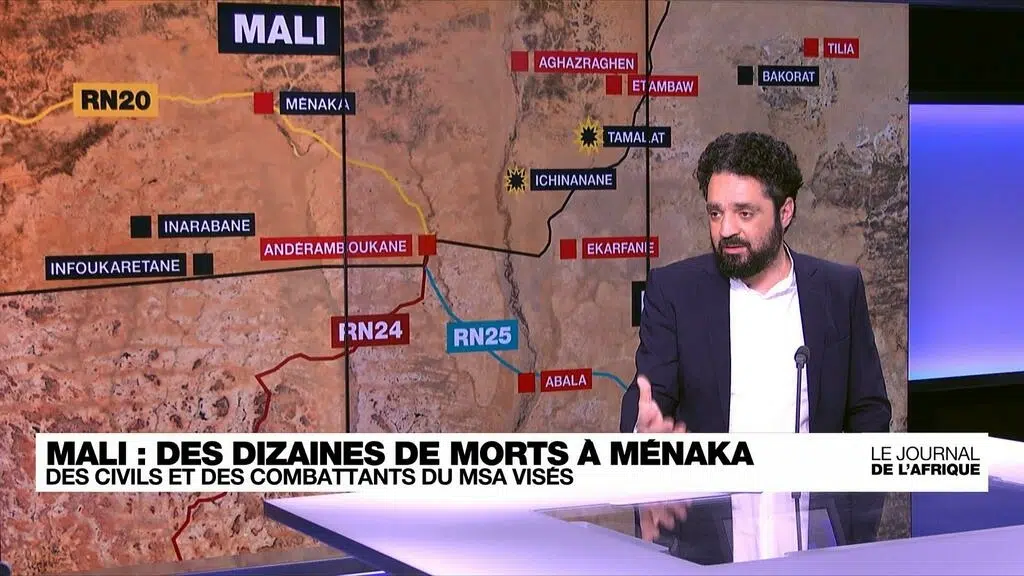 MALI
TILIA
AGHAZRAGHEN
BAKORAT
ETAMBAW
RN20
MÉNAKA
TAMALAT
ICHINANANE
INARABANE
ANDÉRAMBOUKANE
EKARFANE
INFOUKARETANE
RN24
RN25
ABALA
MALI : DES DIZAINES DE MORTS À MÉNAKA
DES CIVILS ET DES COMBATTANTS DU MSA VISÉS
LE JOURNAL
DE L'AFRIQUE